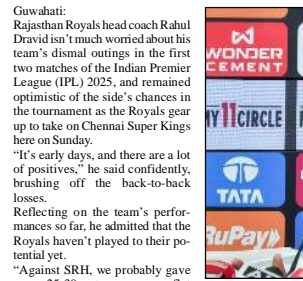 Guwahati:
Rajasthan Royals head coach Rahul
Dravid isn't much worried about his
team's dismal outings in the first
two matches of the Indian Premier
League (IPL) 2025, and remained
optimistic of the side's chances in
the tournament as the Royals gear
up to take on Chennai Super Kings
here on Sunday.
"It's early days, and there are a lot
of positives," he said confidently,
brushing off the back-to-back
losses.
Reflecting on the team's perfor-
mances so far, he admitted that the
Royals haven't played to their po-
tential yet.
"Against SRH, we probably gave
WONDER
CEMENT
MY11CIRCLE
TATA
RuPay